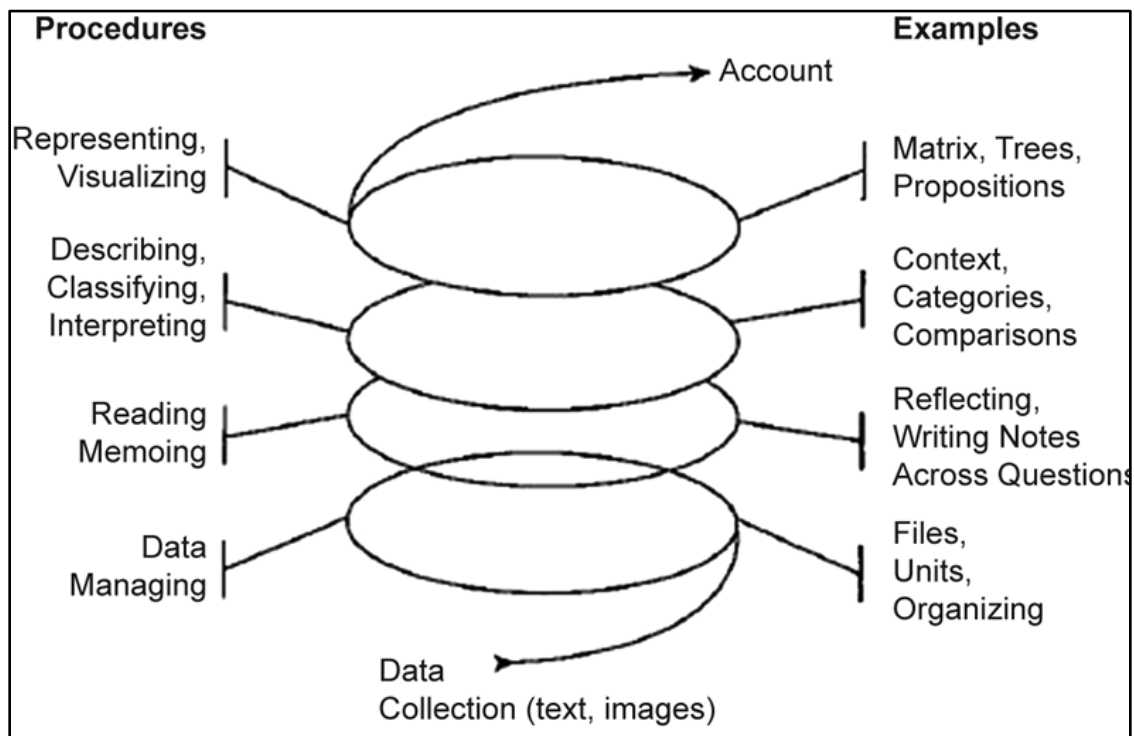 Procedures
Examples
Account
Representing,
Visualizing
Matrix, Trees,
Propositions
Describing,
Classifying,
Interpreting
Context,
Categories,
Comparisons
Reading
Memoing
Reflecting,
Writing Notes
Across Questions
Data
Managing
Files,
Units,
Organizing
Data
Collection (text, images)